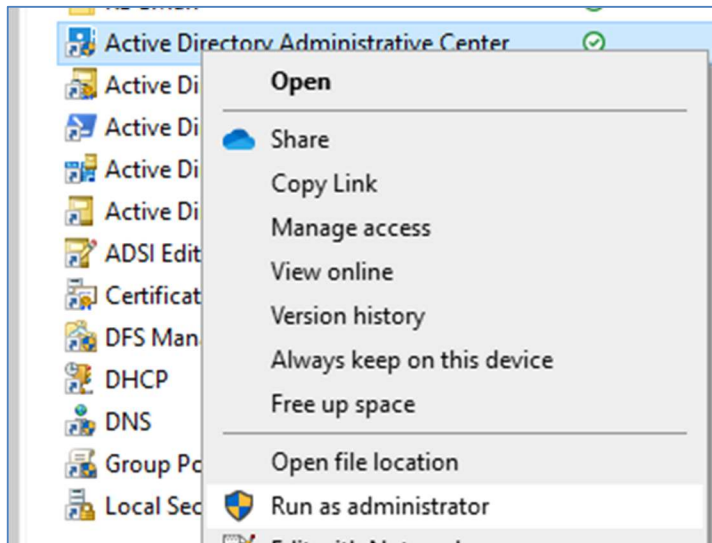 Active Directory Administrative Center
Active Di
Open
Active Di
Share
Active Di
Copy Link
Active Di
Manage access
ADSI Edit
View online
Certificat
Version history
DFS Man
Always keep on this device
DHCP
Free up space
DNS
Group Po
Open file location
Local Sec
Run as administrator
Edit with